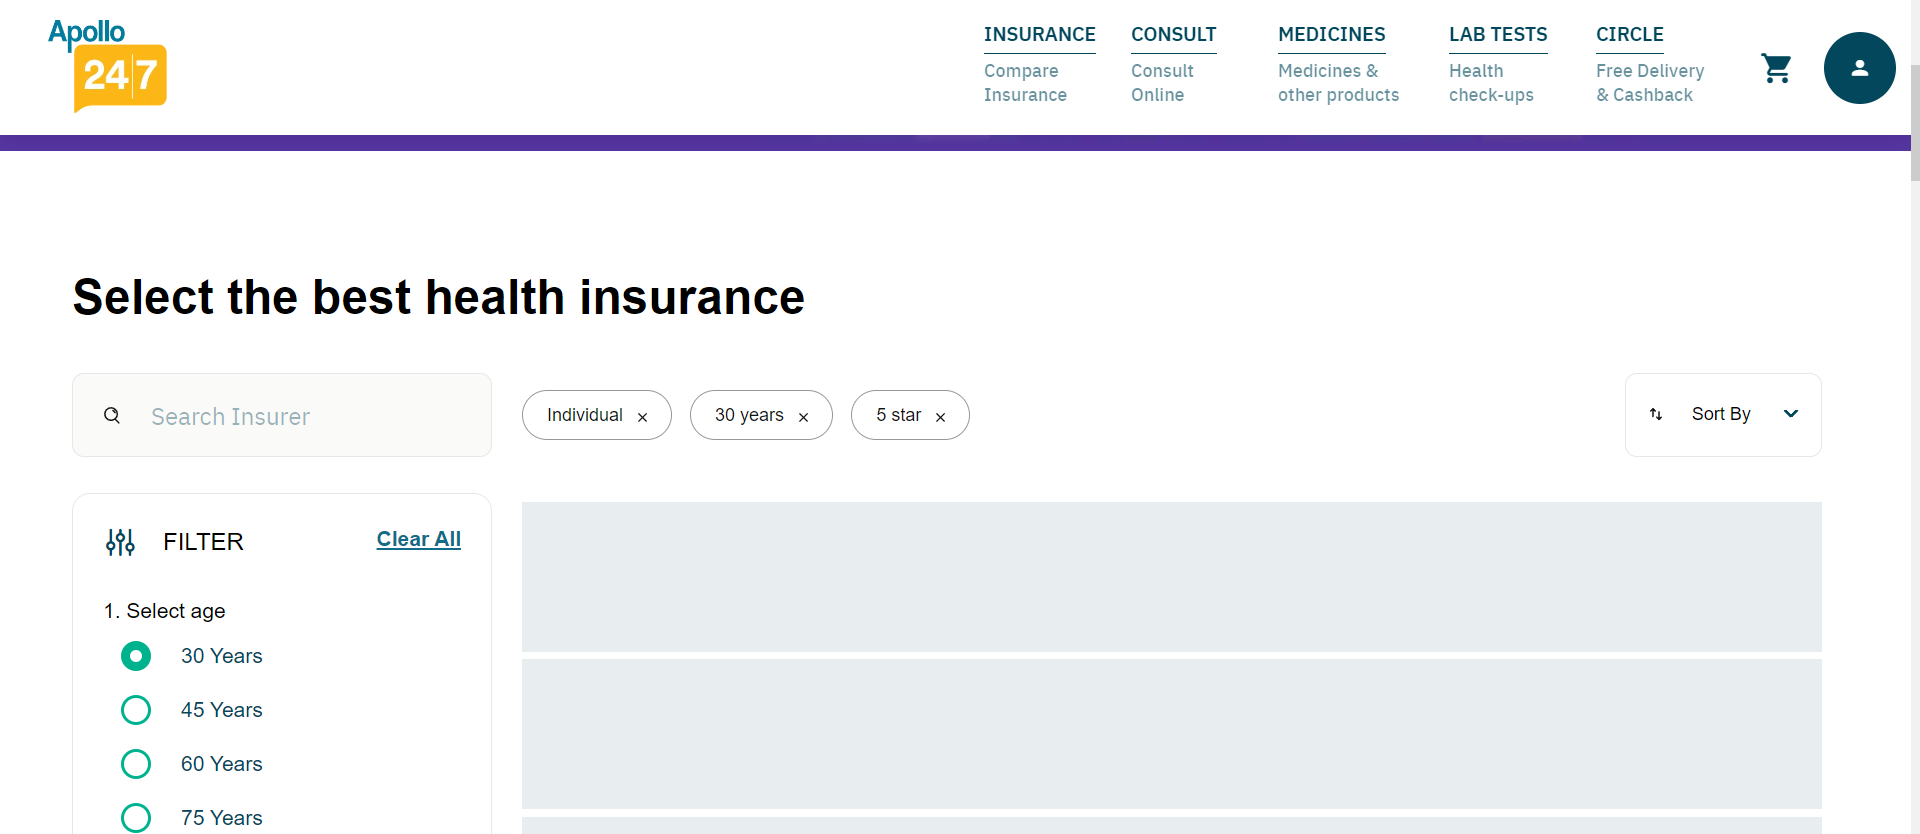 Apollo
24|7
INSURANCE
Compare
Insurance
CONSULT
Consult
Online
MEDICINES
Medicines &
other products
LAB TESTS
Health
check-ups
CIRCLE
Free Delivery
& Cashback
Select the best health insurance
Search Insurer
Individual ×
30 years ×
5 star ×
Sort By
FILTER
Clear All
1. Select age
30 Years
45 Years
60 Years
75 Years